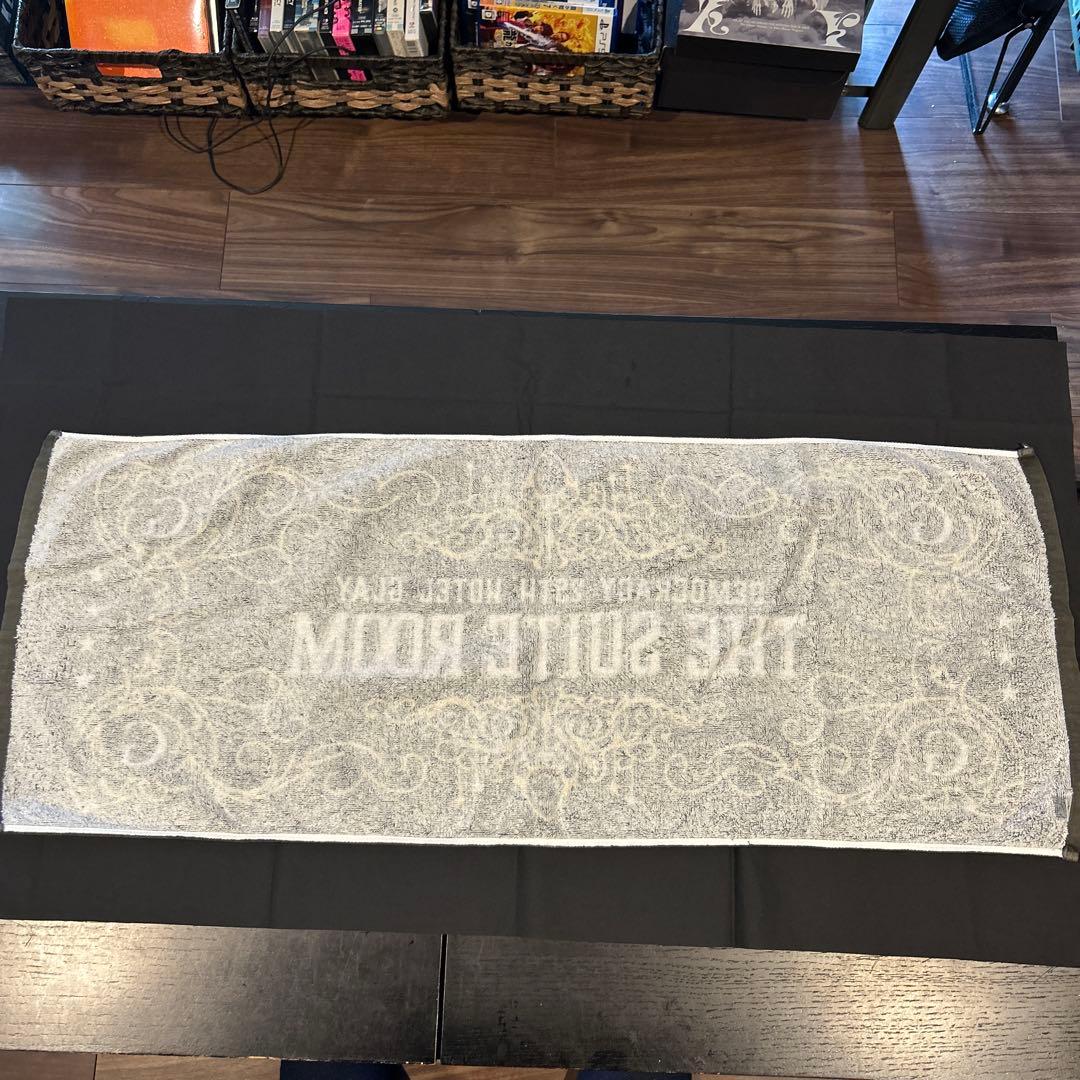 DEMOCRACY 25TH HOTEL GLAY
THE SUITE ROOM